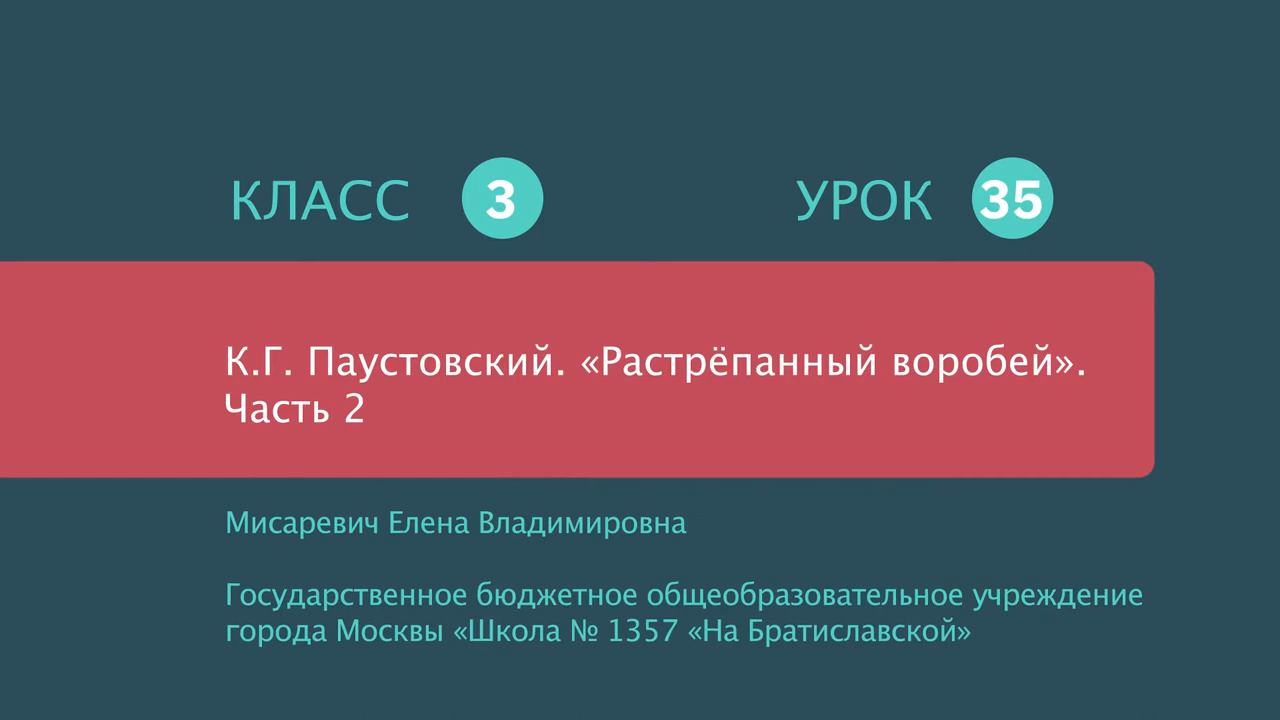 КЛАСС 3 УРОК 35
К.Г. Паустовский. «Растрёпанный воробей».
Часть 2
Мисаревич Елена Владимировна
Государственное бюджетное общеобразовательное учреждение
города Москвы «Школа № 1357 «На Братиславской»